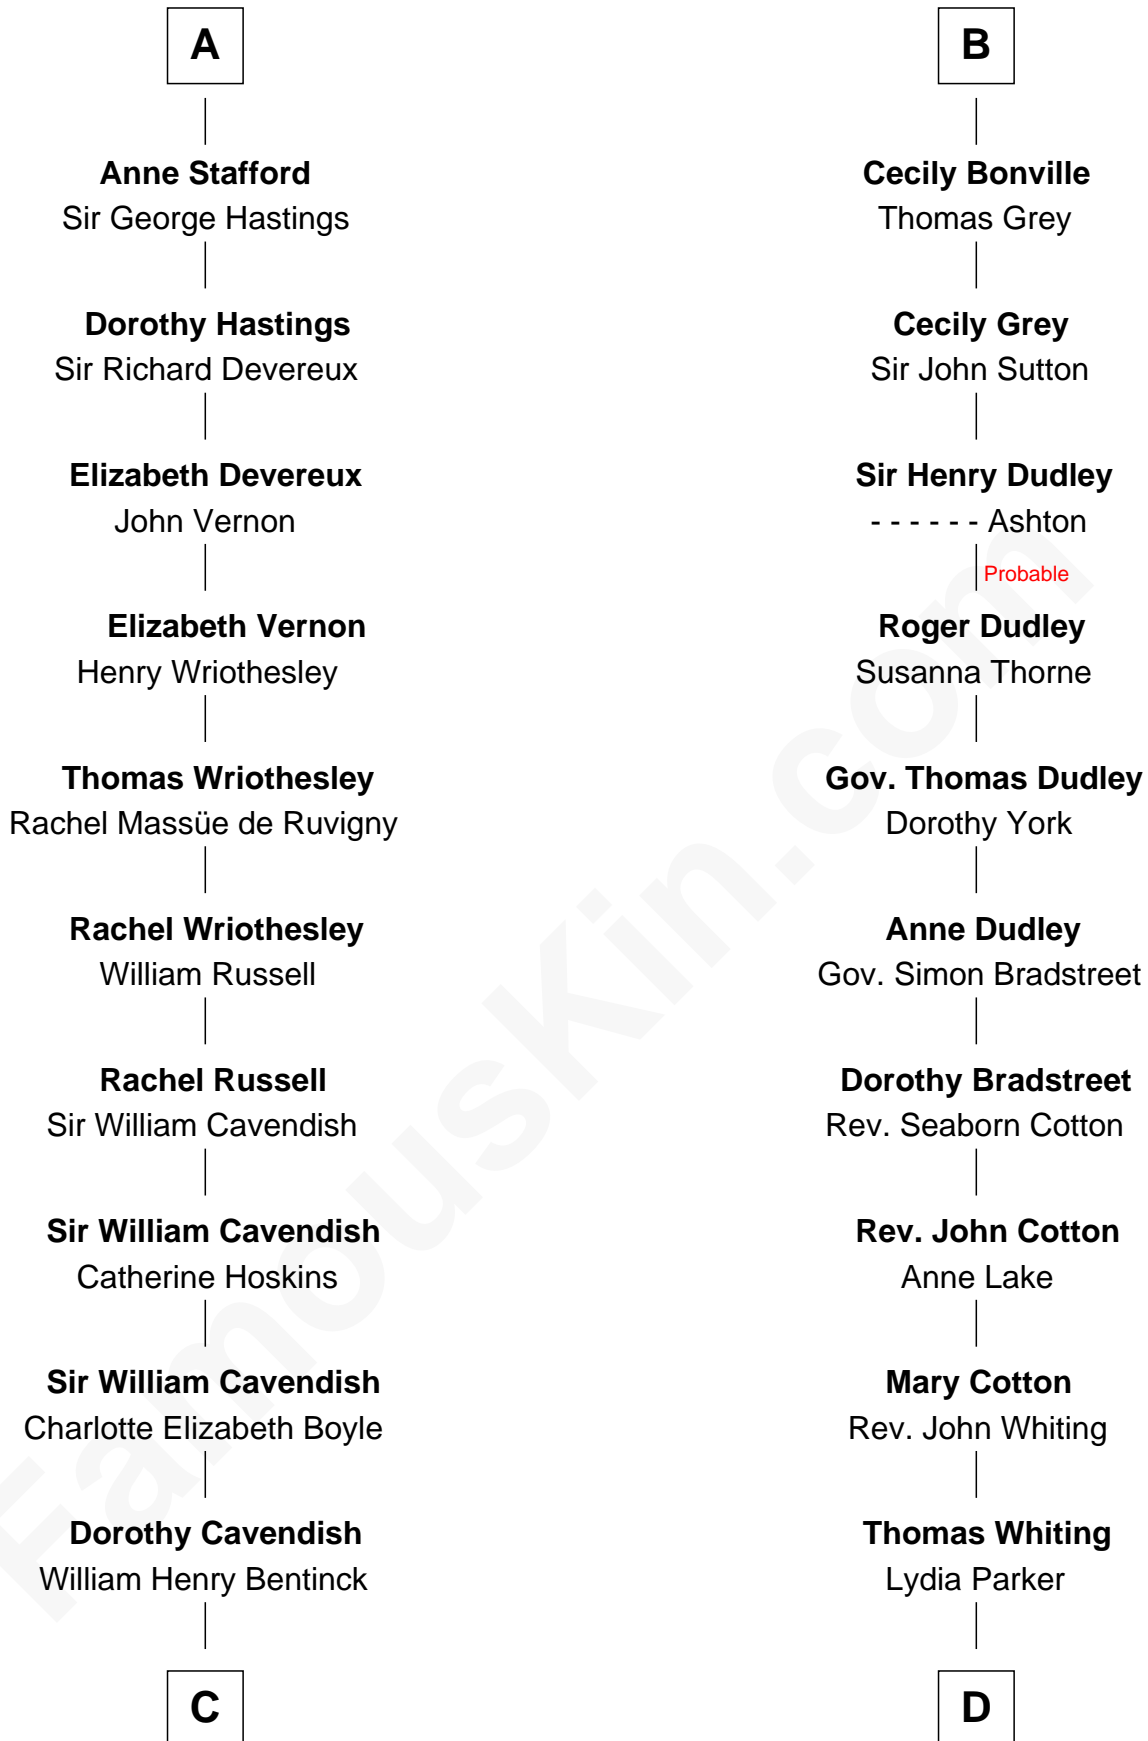 A
Anne Stafford
Sir George Hastings
Dorothy Hastings
Sir Richard Devereux
Elizabeth Devereux
John Vernon
Elizabeth Vernon
Henry Wriothesley
Thomas Wriothesley
Rachel Massüe de Ruvigny
Rachel Wriothesley
William Russell
Rachel Russell
Sir William Cavendish
Sir William Cavendish
Catherine Hoskins
Sir William Cavendish
Charlotte Elizabeth Boyle
Dorothy Cavendish
William Henry Bentinck
C
B
Cecily Bonville
Thomas Grey
Cecily Grey
Sir John Sutton
Sir Henry Dudley
- - - - - - Ashton
Probable
Roger Dudley
Susanna Thorne
Gov. Thomas Dudley
Dorothy York
Anne Dudley
Gov. Simon Bradstreet
Dorothy Bradstreet
Rev. Seaborn Cotton
Rev. John Cotton
Anne Lake
Mary Cotton
Rev. John Whiting
Thomas Whiting
Lydia Parker
D
FamousKin.com